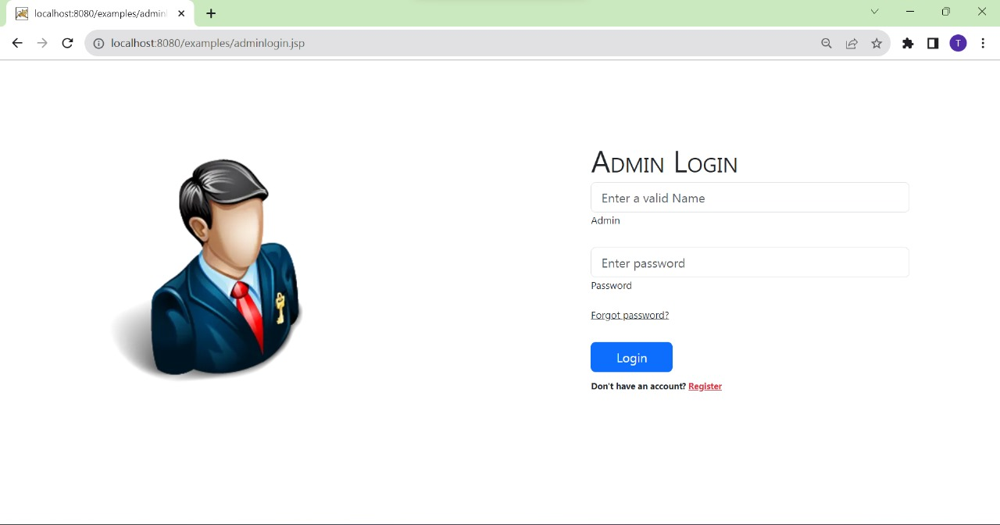 localhost:8080/examples/admin
localhost:8080/examples/adminlogin.jsp
T
Admin Login
Enter a valid Name
Admin
Enter password
Password
Forgot password?
Login
Don't have an account? Register